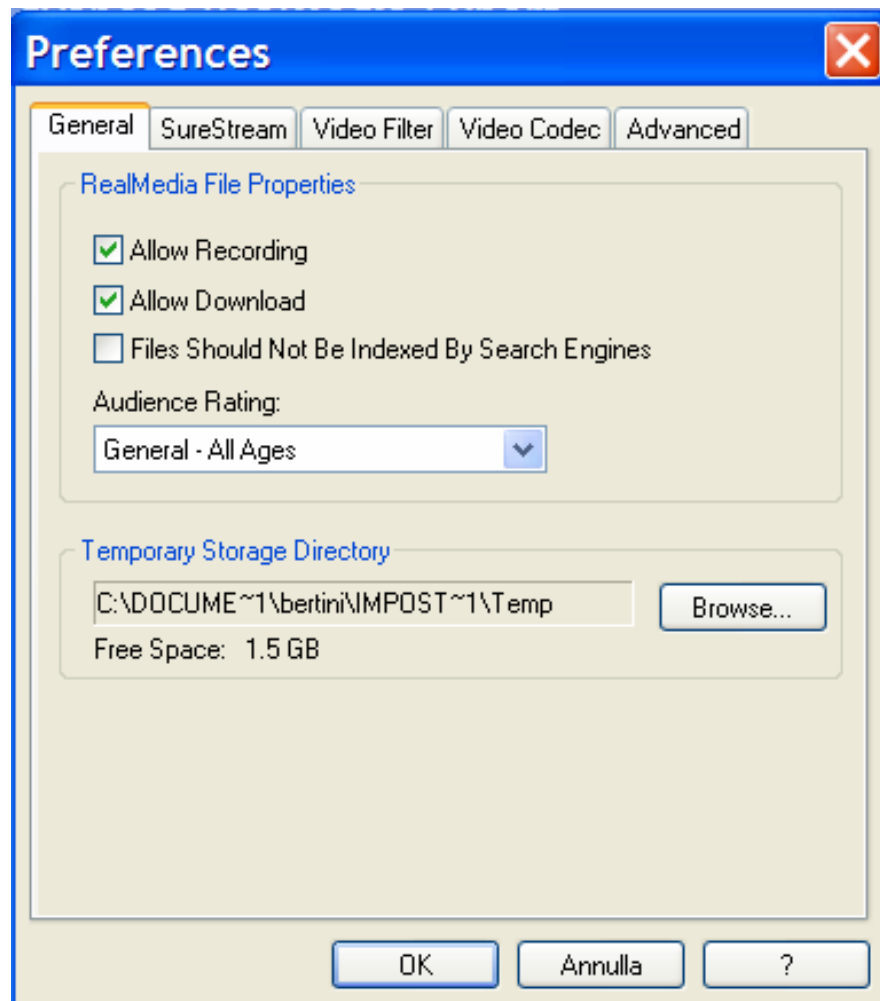 Preferences
General SureStream Video Filter Video Codec Advanced
RealMedia File Properties
Allow Recording
Allow Download
Files Should Not Be Indexed By Search Engines
Audience Rating:
General - All Ages
Temporary Storage Directory
C:\DOCUME~1\bertini\IMPOST~1\Temp Browse...
Free Space: 1.5 GB
OK Annulla ?